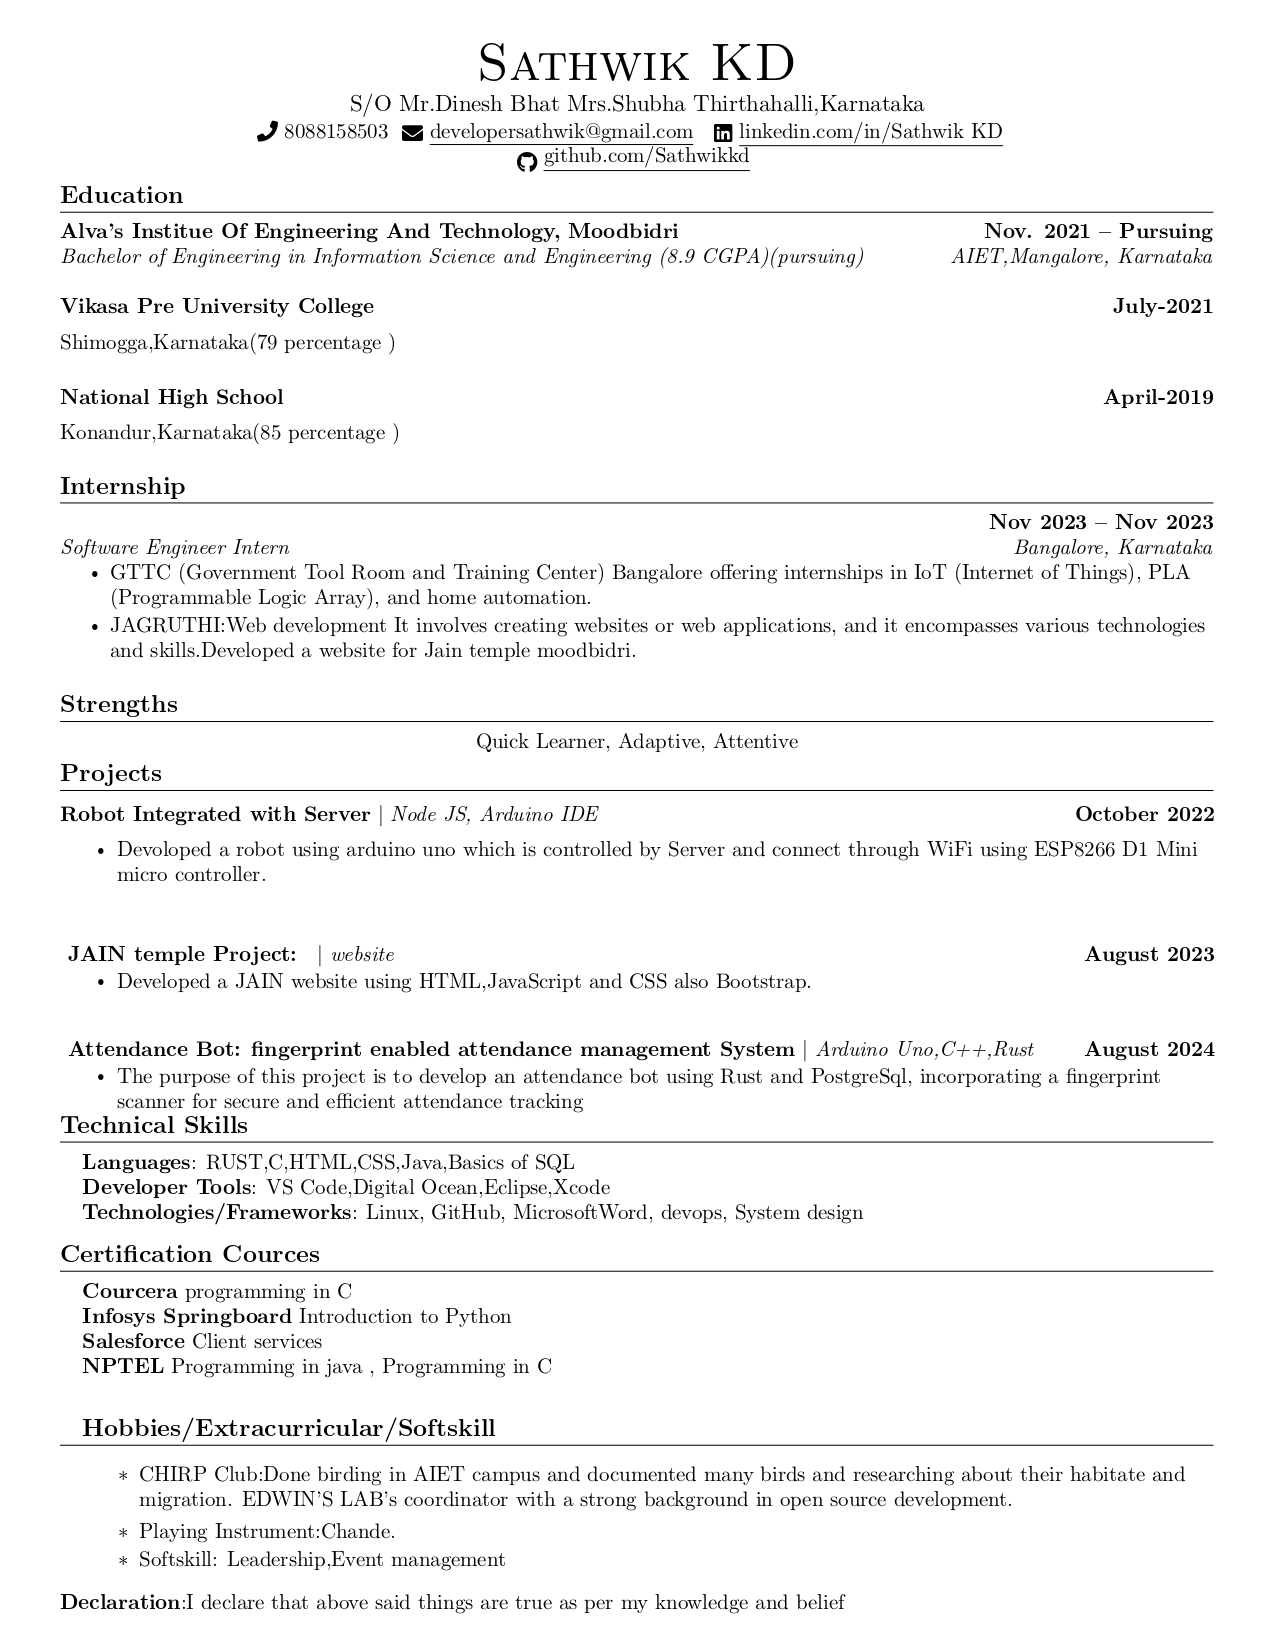 Sathwik KD
S/O Mr.Dinesh Bhat Mrs.Shubha Thirthahalli,Karnataka
8088158503 developersathwik@gmail.com linkedin.com/in/Sathwik KD
github.com/Sathwikkd
Education
Alva's Institue Of Engineering And Technology, Moodbidri Nov. 2021 – Pursuing
Bachelor of Engineering in Information Science and Engineering (8.9 CGPA)(pursuing) AIET,Mangalore, Karnataka
Vikasa Pre University College July-2021
Shimogga,Karnataka(79 percentage )
National High School April-2019
Konandur,Karnataka(85 percentage )
Internship
Nov 2023 – Nov 2023
Software Engineer Intern Bangalore, Karnataka
• GTTC (Government Tool Room and Training Center) Bangalore offering internships in IoT (Internet of Things), PLA
(Programmable Logic Array), and home automation.
• JAGRUTHI:Web development It involves creating websites or web applications, and it encompasses various technologies
and skills.Developed a website for Jain temple moodbidri.
Strengths
Quick Learner, Adaptive, Attentive
Projects
Robot Integrated with Server | Node JS, Arduino IDE October 2022
• Devoloped a robot using arduino uno which is controlled by Server and connect through WiFi using ESP8266 D1 Mini
micro controller.
JAIN temple Project: | website August 2023
• Developed a JAIN website using HTML,JavaScript and CSS also Bootstrap.
Attendance Bot: fingerprint enabled attendance management System | Arduino Uno,C++,Rust August 2024
• The purpose of this project is to develop an attendance bot using Rust and PostgreSql, incorporating a fingerprint
scanner for secure and efficient attendance tracking
Technical Skills
Languages: RUST,C,HTML,CSS,Java,Basics of SQL
Developer Tools: VS Code,Digital Ocean,Eclipse,Xcode
Technologies/Frameworks: Linux, GitHub, MicrosoftWord, devops, System design
Certification Cources
Courcera programming in C
Infosys Springboard Introduction to Python
Salesforce Client services
NPTEL Programming in java , Programming in C
Hobbies/Extracurricular/Softskill
* CHIRP Club:Done birding in AIET campus and documented many birds and researching about their habitate and
migration. EDWIN'S LAB's coordinator with a strong background in open source development.
* Playing Instrument:Chande.
* Softskill: Leadership,Event management
Declaration:I declare that above said things are true as per my knowledge and belief